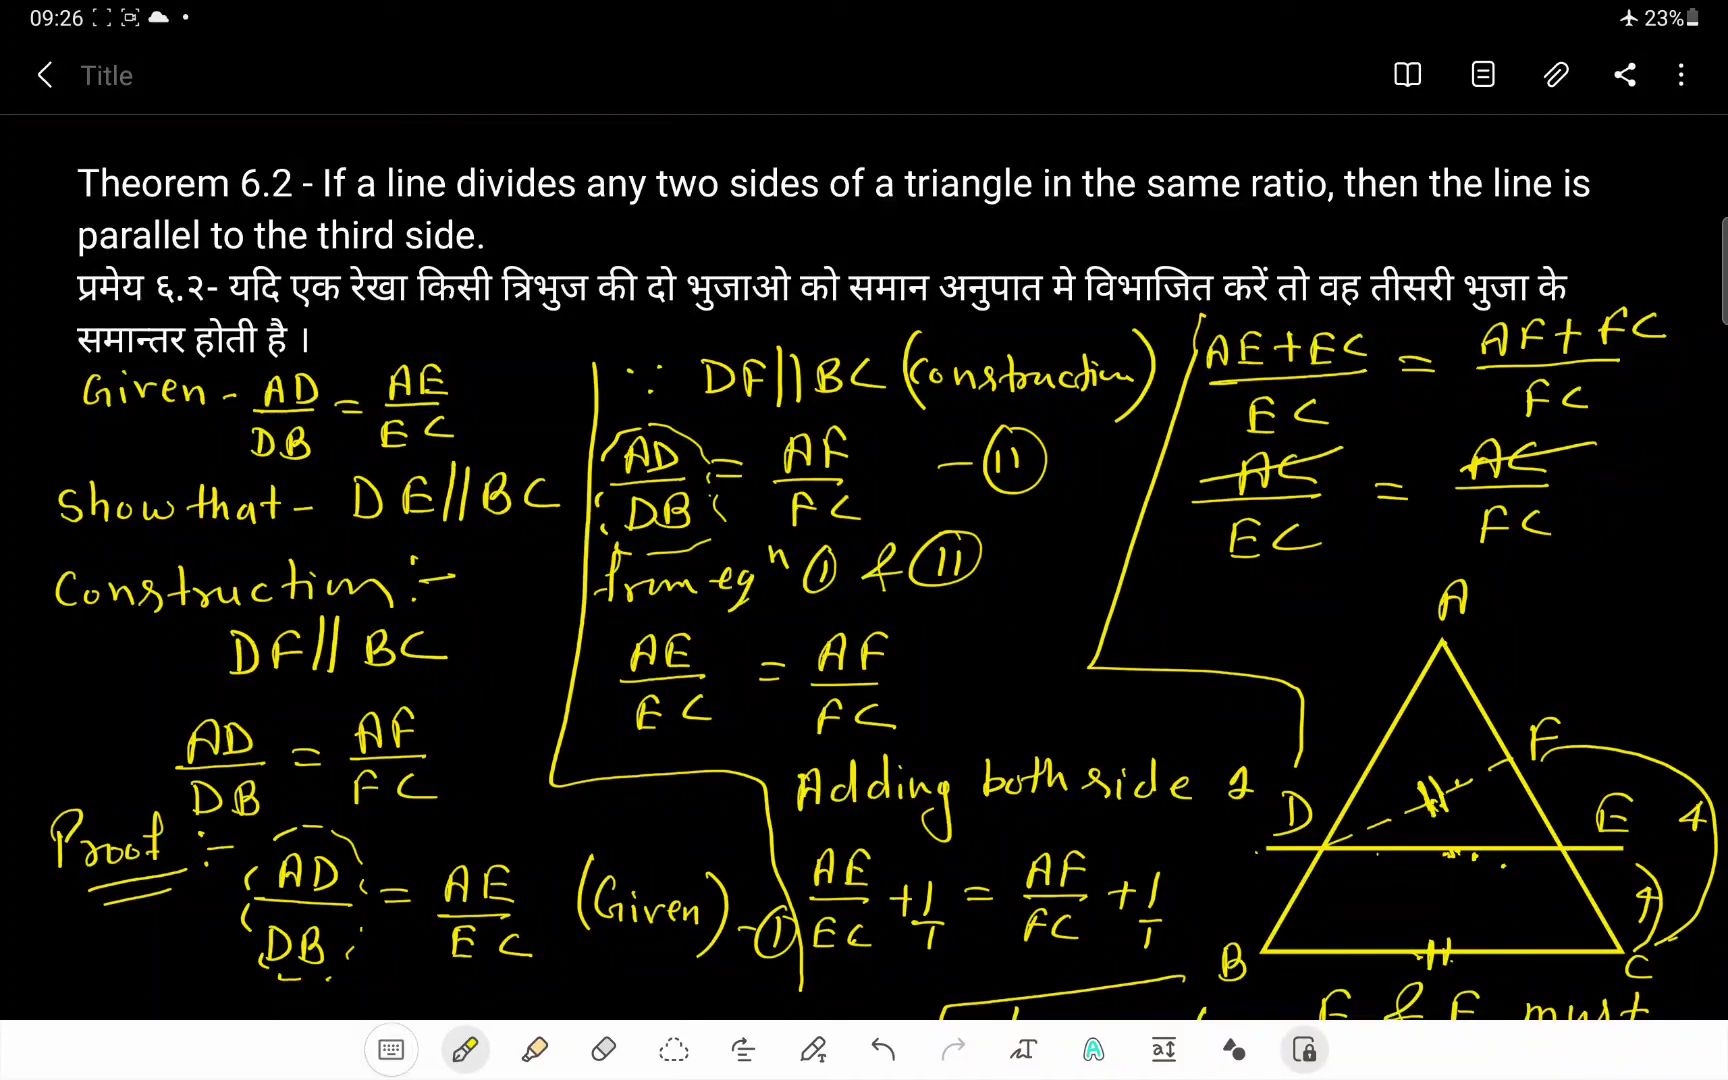 09:26
23%
Title
Theorem 6.2 - If a line divides any two sides of a triangle in the same ratio, then the line is
parallel to the third side.
प्रमेय ६.२- यदि एक रेखा किसी त्रिभुज की दो भुजाओ को समान अनुपात मे विभाजित करें तो वह तीसरी भुजा के
समान्तर होती है ।
Given - AD/DB = AE/EC
Show that - DE || BC
Construction :-
DF || BC
AD/DB = AF/FC
Proof :-
AD/DB = AE/EC (Given) - (I)
∵ DF || BC (Construction)
AD/DB = AF/FC - (II)
from eqn (I) & (II)
AE/EC = AF/FC
Adding both side 1
AE/EC + 1/1 = AF/FC + 1/1
AE+EC/EC = AF+FC/FC
AC/EC = AC/FC
A
F
D
E
B
C
E & F must